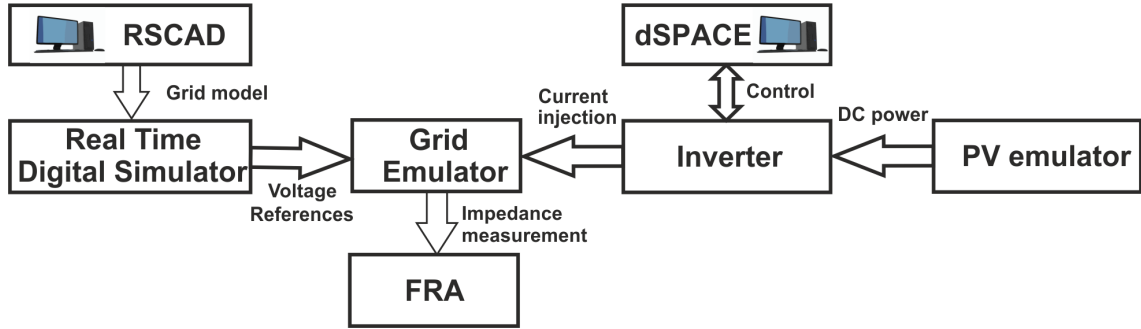 RSCAD
dSPACE
Grid model
Current
injection
Control
DC power
Real Time
Digital Simulator
Grid
Emulator
Inverter
PV emulator
Voltage
References
Impedance
measurement
FRA